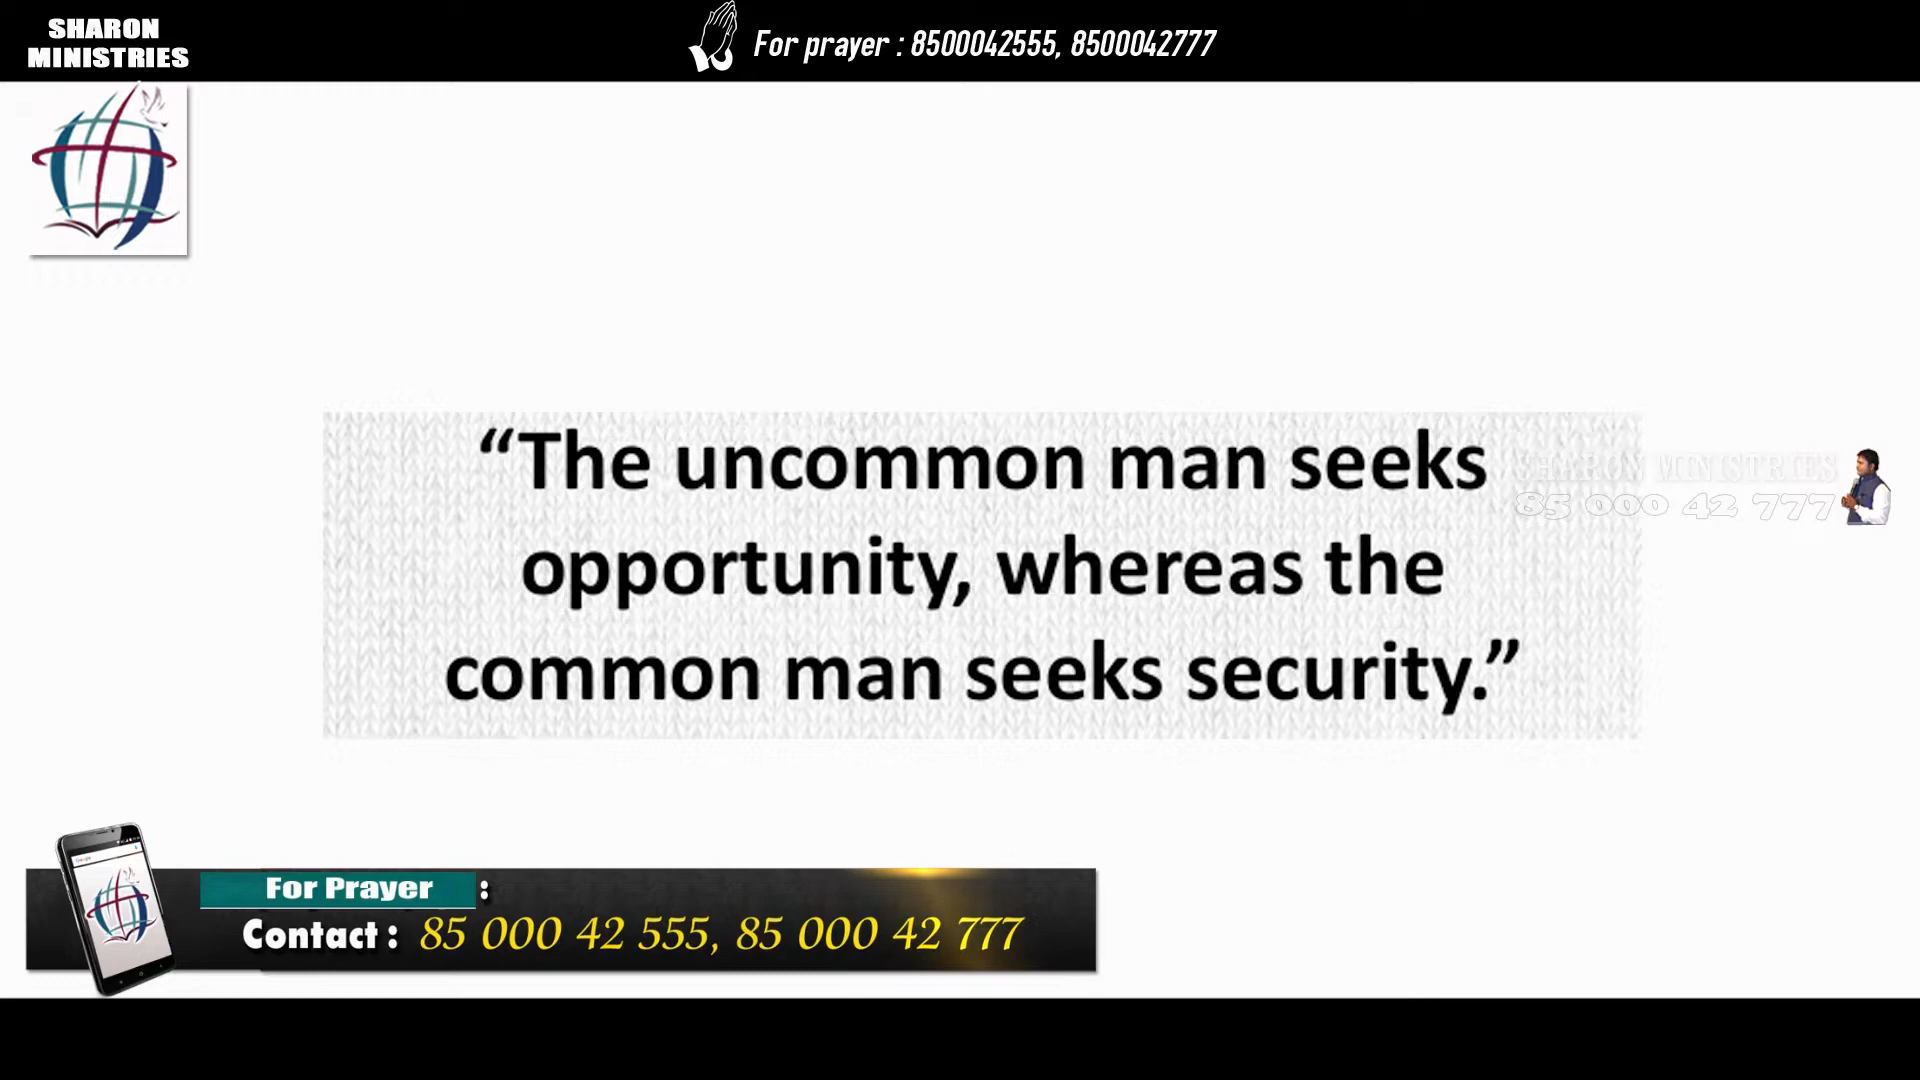 SHARON
MINISTRIES
For prayer : 8500042555, 8500042777
“The uncommon man seeks
opportunity, whereas the
common man seeks security.”
SHARON MINISTRIES
85 000 42 777
For Prayer :
Contact : 85 000 42 555, 85 000 42 777